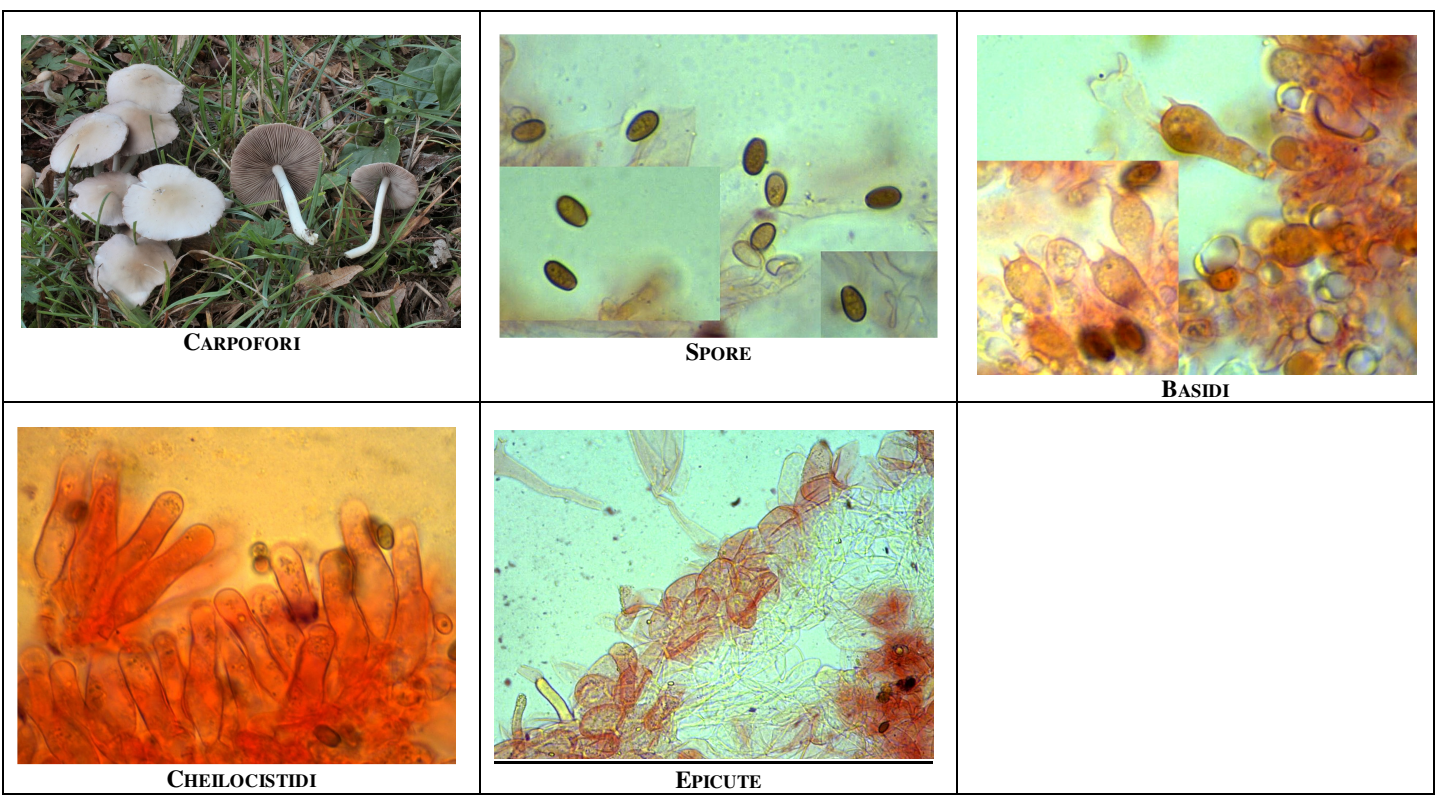 CARPOFORI
SPORE
BASIDI
CHEILOCISTIDI
EPICUTE